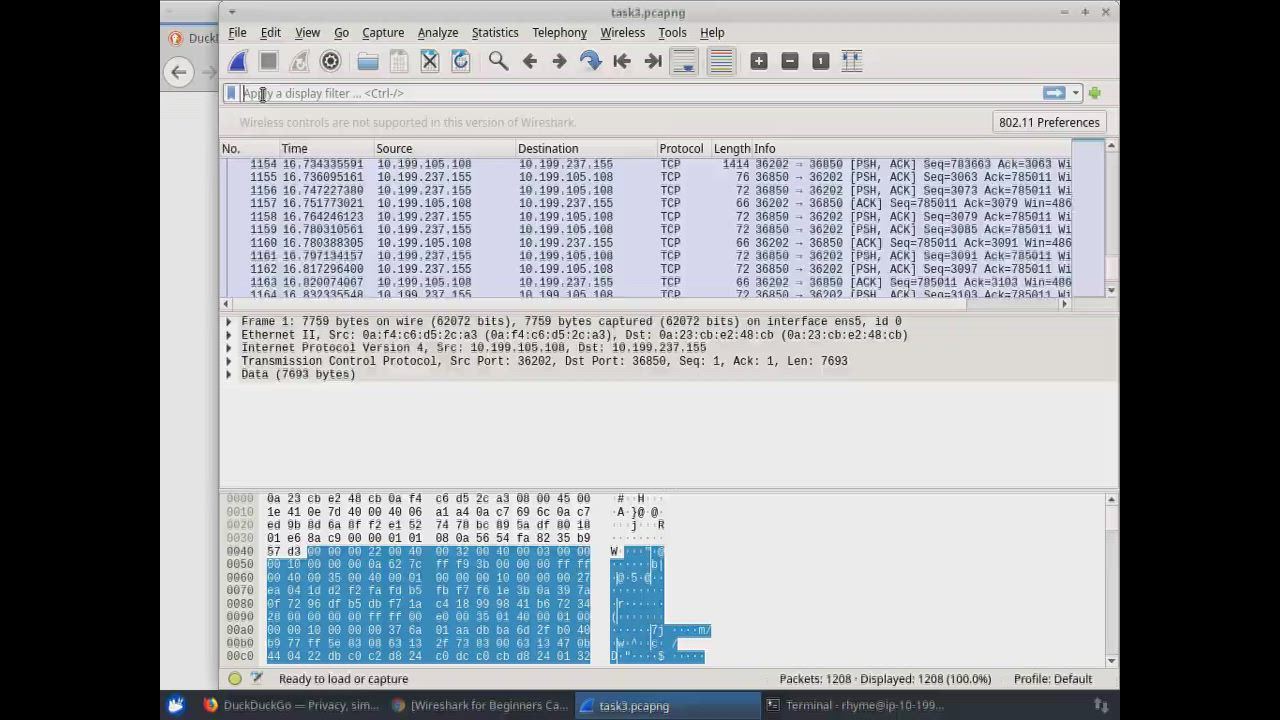 task3.pcapng
DuckD
File Edit View Go Capture Analyze Statistics Telephony Wireless Tools Help
Apply a display filter ... <Ctrl-/>
Wireless controls are not supported in this version of Wireshark.
802.11 Preferences
No. Time Source Destination Protocol Length Info
1154 16.734335591 10.199.105.108 10.199.237.155 TCP 1414 36202 → 36850 [PSH, ACK] Seq=783663 Ack=3063 Wi
1155 16.736095161 10.199.237.155 10.199.105.108 TCP 76 36850 → 36202 [PSH, ACK] Seq=3063 Ack=785011 Wi
1156 16.747227380 10.199.237.155 10.199.105.108 TCP 72 36850 → 36202 [PSH, ACK] Seq=3073 Ack=785011 Wi
1157 16.751773021 10.199.105.108 10.199.237.155 TCP 66 36202 → 36850 [ACK] Seq=785011 Ack=3079 Win=486
1158 16.764246123 10.199.237.155 10.199.105.108 TCP 72 36850 → 36202 [PSH, ACK] Seq=3079 Ack=785011 Wi
1159 16.780310561 10.199.237.155 10.199.105.108 TCP 72 36850 → 36202 [PSH, ACK] Seq=3085 Ack=785011 Wi
1160 16.780388305 10.199.105.108 10.199.237.155 TCP 66 36202 → 36850 [ACK] Seq=785011 Ack=3091 Win=486
1161 16.797134157 10.199.237.155 10.199.105.108 TCP 72 36850 → 36202 [PSH, ACK] Seq=3091 Ack=785011 Wi
1162 16.817296400 10.199.237.155 10.199.105.108 TCP 72 36850 → 36202 [PSH, ACK] Seq=3097 Ack=785011 Wi
1163 16.820074067 10.199.105.108 10.199.237.155 TCP 66 36202 → 36850 [ACK] Seq=785011 Ack=3103 Win=486
1164 16.832335548 10.199.237.155 10.199.105.108 TCP 72 36850 → 36202 [PSH, ACK] Seq=3103 Ack=785011 Wi
Frame 1: 7759 bytes on wire (62072 bits), 7759 bytes captured (62072 bits) on interface ens5, id 0
Ethernet II, Src: 0a:f4:c6:d5:2c:a3 (0a:f4:c6:d5:2c:a3), Dst: 0a:23:cb:e2:48:cb (0a:23:cb:e2:48:cb)
Internet Protocol Version 4, Src: 10.199.105.108, Dst: 10.199.237.155
Transmission Control Protocol, Src Port: 36202, Dst Port: 36850, Seq: 1, Ack: 1, Len: 7693
Data (7693 bytes)
0000 0a 23 cb e2 48 cb 0a f4 c6 d5 2c a3 08 00 45 00
0010 1e 41 0e 7d 40 00 40 06 a1 a4 0a c7 69 6c 0a c7
0020 ed 9b 8d 6a 8f f2 e1 52 74 78 bc 89 5a df 80 18
0030 01 e6 8a c9 00 00 01 01 08 0a 56 54 fa 82 35 b9
0040 57 d3 00 00 00 22 00 40 00 32 00 40 00 03 00 00
0050 00 10 00 00 00 0a 62 7c ff f9 3b 00 00 00 ff ff
0060 00 40 00 35 00 40 00 01 00 00 00 10 00 00 00 27
0070 ea 04 1d d2 f2 fa fd b5 fb f7 f6 1e 3b 0a 39 7a
0080 0f 72 96 df b5 db f7 1a c4 18 99 98 41 b6 72 34
0090 28 00 00 00 ff ff 00 e0 00 35 01 40 00 01 00
00a0 00 10 00 00 00 37 6a 01 aa db ba 6d 2f b0 40
00b0 b9 77 ff 5e 83 08 63 13 2f 73 83 00 63 13 47 0b
00c0 44 04 22 db c0 c2 d8 24 c0 dc c0 cb d8 24 01 32
Ready to load or capture
Packets: 1208 · Displayed: 1208 (100.0%)
Profile: Default
DuckDuckGo — Privacy, sim...
[Wireshark for Beginners Ca...
task3.pcapng
Terminal - rhyme@ip-10-199...